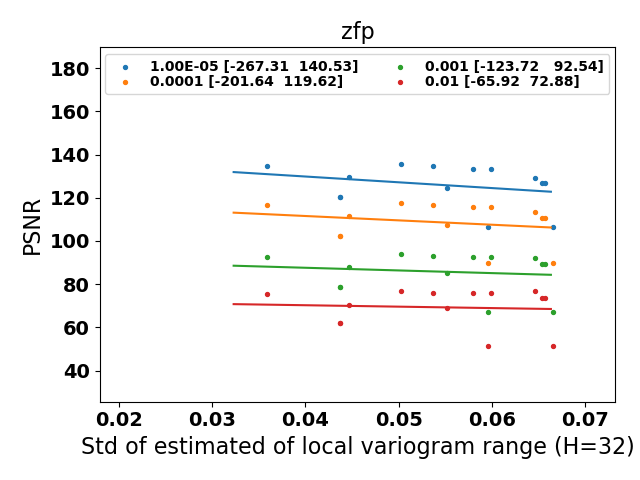 zfp
1.00E-05 [-267.31  140.53]
0.0001 [-201.64  119.62]
0.001 [-123.72   92.54]
0.01 [-65.92  72.88]
180
160
140
120
100
80
60
40
PSNR
0.02 0.03 0.04 0.05 0.06 0.07
Std of estimated of local variogram range (H=32)